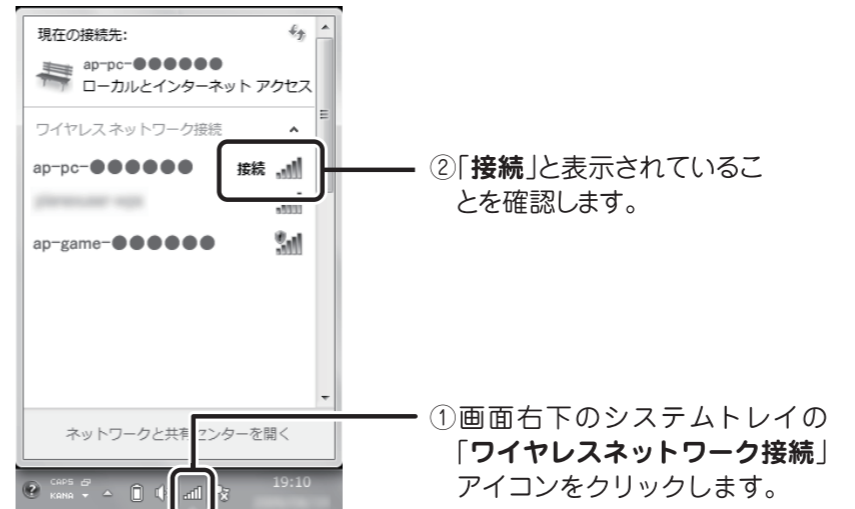 現在の接続先:
ap-pc-●●●●●●
ローカルとインターネット アクセス
ワイヤレス ネットワーク接続
ap-pc-●●●●●● 接続
ap-game-●●●●●●
ネットワークと共有センターを開く
CAPS
KANA
19:10
②「接続」と表示されているこ
とを確認します。
①画面右下のシステムトレイの
「ワイヤレスネットワーク接続」
アイコンをクリックします。